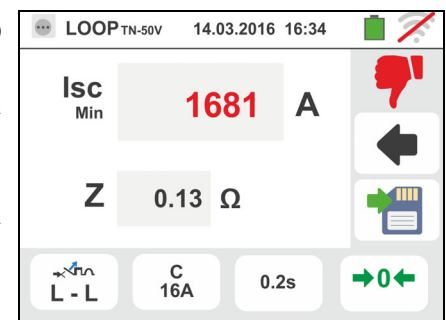 LOOP TN-50V 14.03.2016 16:34
Isc 1681 A
Min
Z 0.13 Ω
L - L
C
16A
0.2s
0